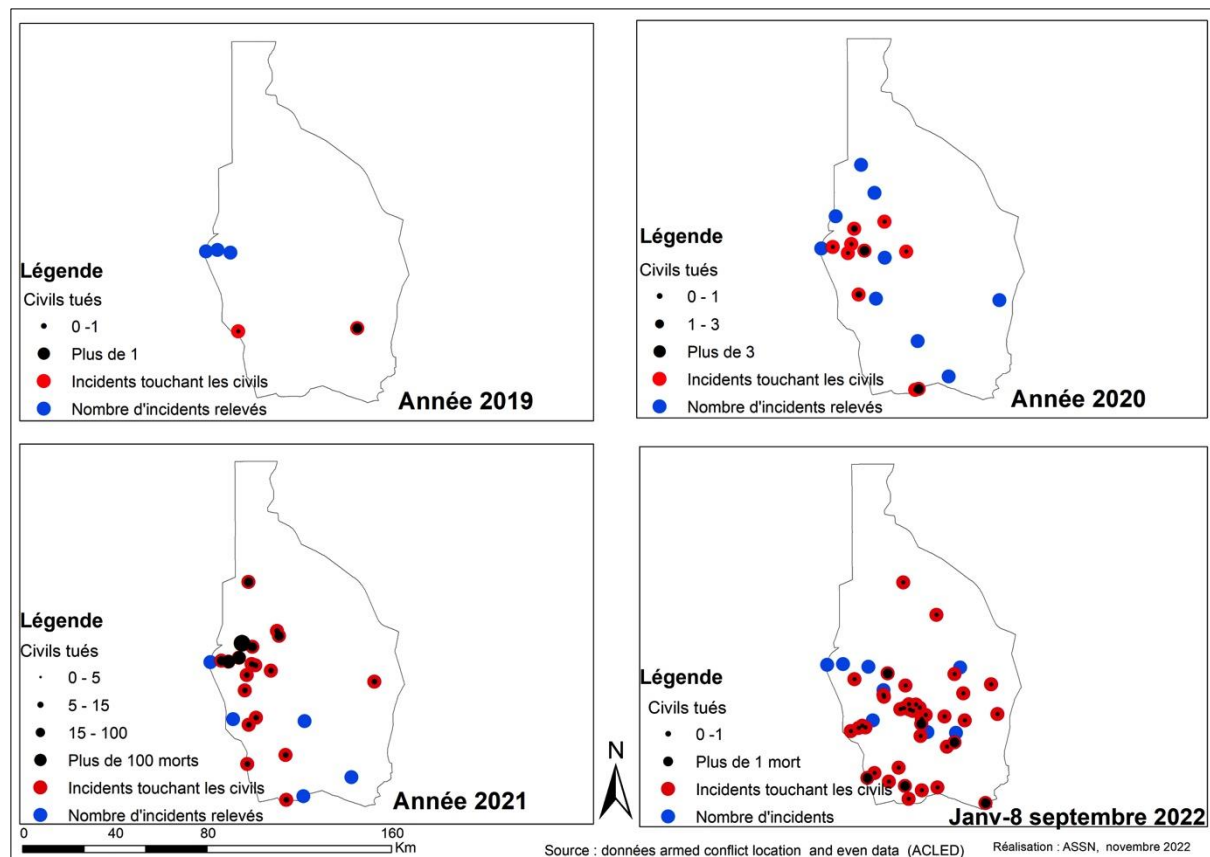 Légende
Civils tués
0 -1
Plus de 1
Incidents touchant les civils
Nombre d'incidents relevés
Année 2019
Légende
Civils tués
0 - 1
1 - 3
Plus de 3
Incidents touchant les civils
Nombre d'incidents relevés
Année 2020
Légende
Civils tués
0 - 5
5 - 15
15 - 100
Plus de 100 morts
Incidents touchant les civils
Nombre d'incidents relevés
Année 2021
Légende
Civils tués
0 -1
Plus de 1 mort
Incidents touchant les civils
Nombre d'incidents
Janv-8 septembre 2022
N
0 40 80 160
Km
Source : données armed conflict location and even data (ACLED)
Réalisation : ASSN, novembre 2022